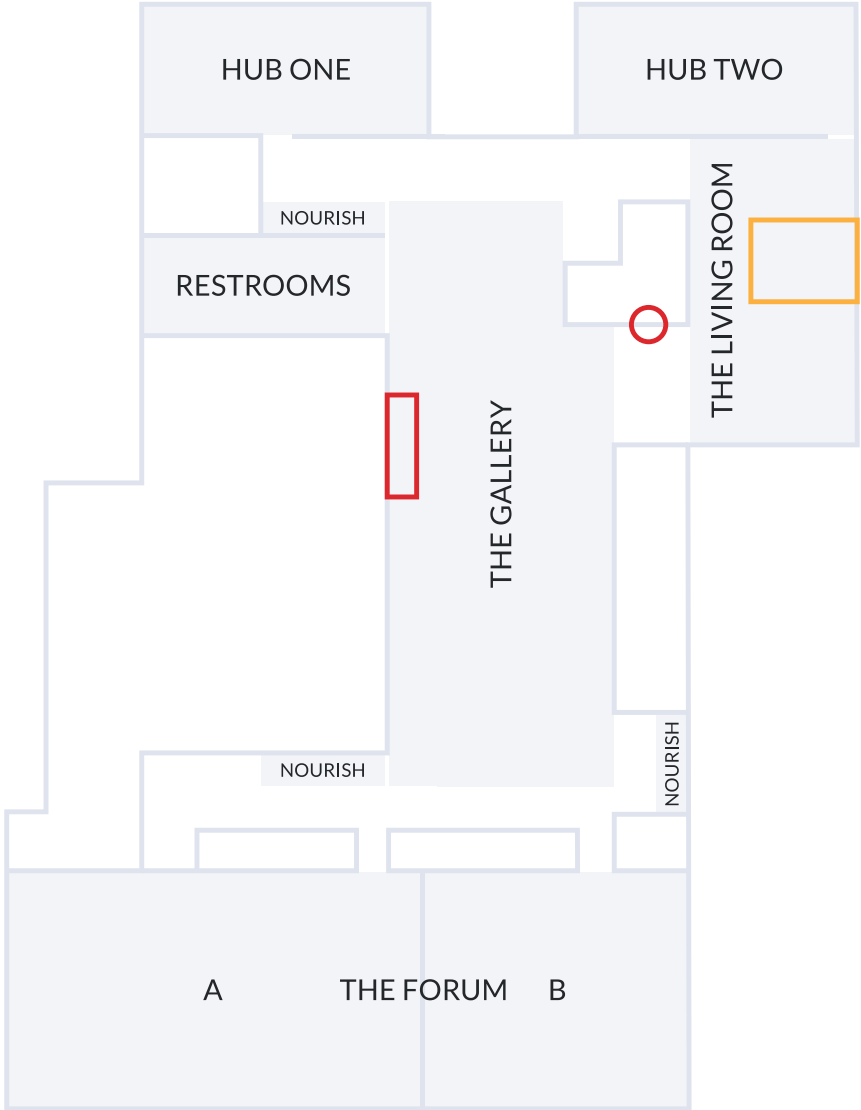 HUB ONE
HUB TWO
NOURISH
THE LIVING ROOM
RESTROOMS
THE GALLERY
NOURISH
NOURISH
A
THE FORUM
B